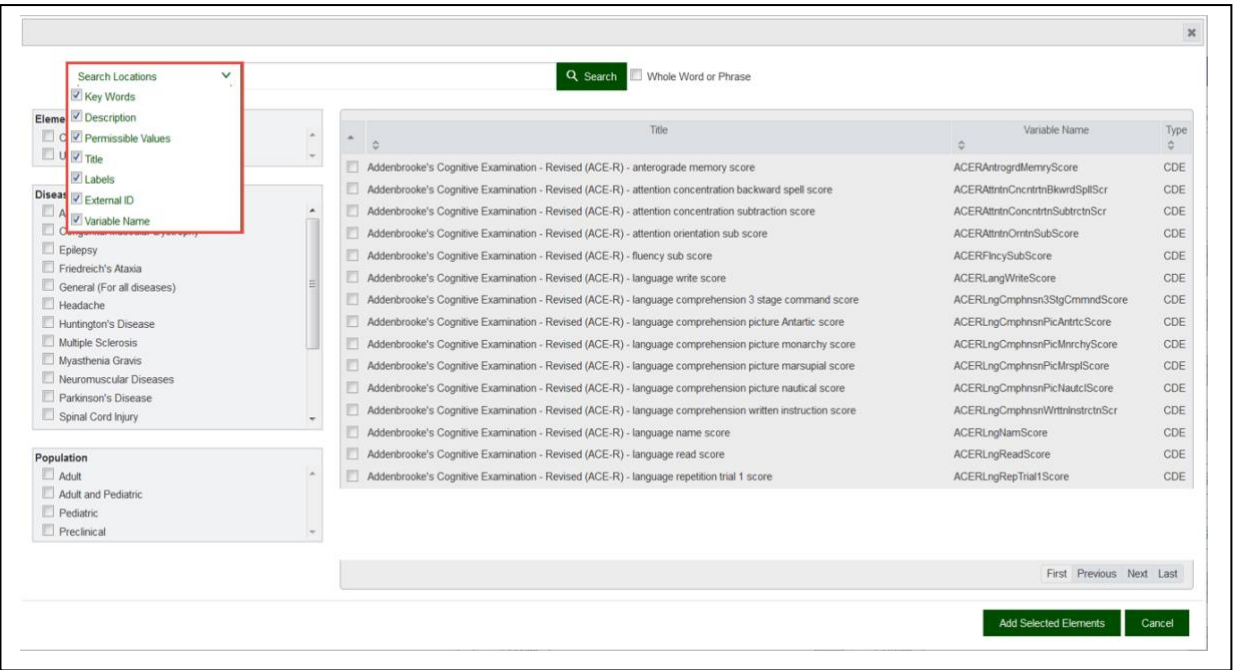 Search Locations
Search
Whole Word or Phrase
Key Words
Description
Permissible Values
Title
Labels
External ID
Variable Name
Epilepsy
Friedreich's Ataxia
General (For all diseases)
Headache
Huntington's Disease
Multiple Sclerosis
Myasthenia Gravis
Neuromuscular Diseases
Parkinson's Disease
Spinal Cord Injury
Population
Adult
Adult and Pediatric
Pediatric
Preclinical
Title Variable Name Type
Addenbrooke's Cognitive Examination - Revised (ACE-R) - anterograde memory score ACERAntrogrdMemryScore CDE
Addenbrooke's Cognitive Examination - Revised (ACE-R) - attention concentration backward spell score ACERAttntnCncntrtnBkwrdSpllScr CDE
Addenbrooke's Cognitive Examination - Revised (ACE-R) - attention concentration subtraction score ACERAttntnConcntrtnSubtrctnScr CDE
Addenbrooke's Cognitive Examination - Revised (ACE-R) - attention orientation sub score ACERAttntnOrntnSubScore CDE
Addenbrooke's Cognitive Examination - Revised (ACE-R) - fluency sub score ACERFlncySubScore CDE
Addenbrooke's Cognitive Examination - Revised (ACE-R) - language write score ACERLangWriteScore CDE
Addenbrooke's Cognitive Examination - Revised (ACE-R) - language comprehension 3 stage command score ACERLngCmphnsn3StgCmmndScore CDE
Addenbrooke's Cognitive Examination - Revised (ACE-R) - language comprehension picture Antartic score ACERLngCmphnsnPicAntrtcScore CDE
Addenbrooke's Cognitive Examination - Revised (ACE-R) - language comprehension picture monarchy score ACERLngCmphnsnPicMnrchyScore CDE
Addenbrooke's Cognitive Examination - Revised (ACE-R) - language comprehension picture marsupial score ACERLngCmphnsnPicMrsplScore CDE
Addenbrooke's Cognitive Examination - Revised (ACE-R) - language comprehension picture nautical score ACERLngCmphnsnPicNautclScore CDE
Addenbrooke's Cognitive Examination - Revised (ACE-R) - language comprehension written instruction score ACERLngCmphnsnWrttnInstrctnScr CDE
Addenbrooke's Cognitive Examination - Revised (ACE-R) - language name score ACERLngNamScore CDE
Addenbrooke's Cognitive Examination - Revised (ACE-R) - language read score ACERLngReadScore CDE
Addenbrooke's Cognitive Examination - Revised (ACE-R) - language repetition trial 1 score ACERLngRepTrial1Score CDE
First Previous Next Last
Add Selected Elements Cancel